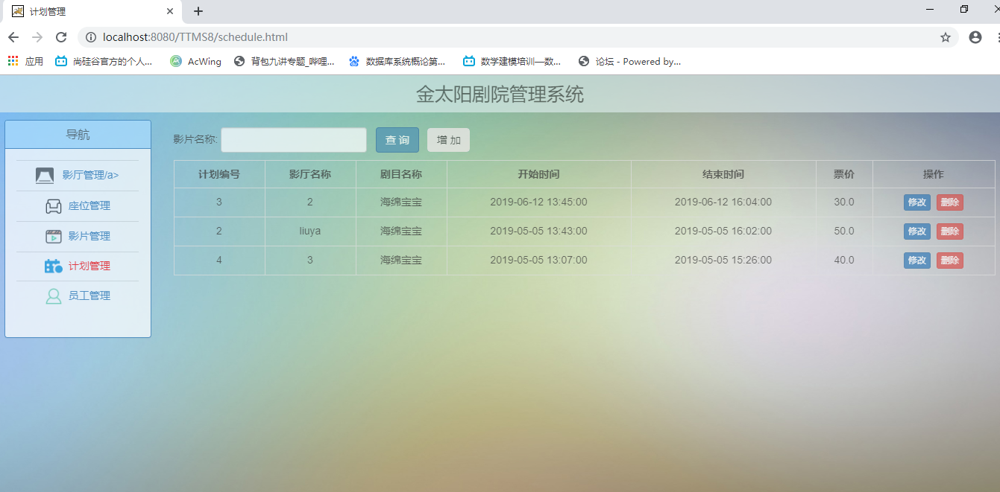 计划管理
localhost:8080/TTMS8/schedule.html
应用 尚硅谷官方的个人... AcWing 背包九讲专题_哔哩... 数据库系统概论第... 数学建模培训—数... 论坛 - Powered by...
金太阳剧院管理系统
导航
影厅管理/a>
座位管理
影片管理
计划管理
员工管理
影片名称: 查 询 增 加
计划编号 影厅名称 剧目名称 开始时间 结束时间 票价 操作
3 2 海绵宝宝 2019-06-12 13:45:00 2019-06-12 16:04:00 30.0 修改 删除
2 liuya 海绵宝宝 2019-05-05 13:43:00 2019-05-05 16:02:00 50.0 修改 删除
4 3 海绵宝宝 2019-05-05 13:07:00 2019-05-05 15:26:00 40.0 修改 删除